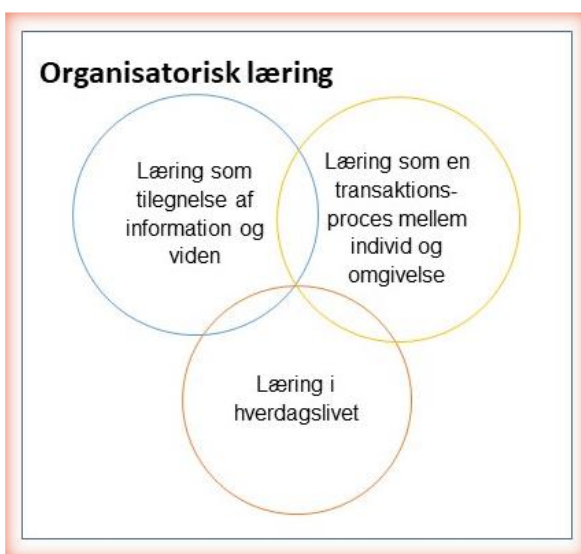 Organisatorisk læring
Læring som
tilegnelse af
information og
viden
Læring som en
transaktions-
proces mellem
individ og
omgivelse
Læring i
hverdagslivet